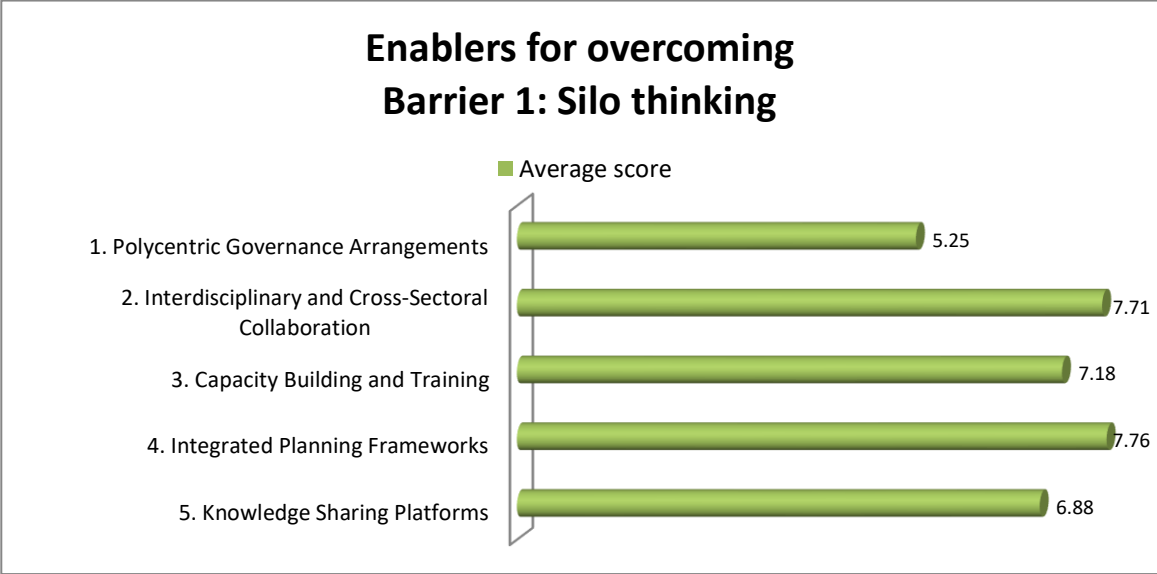 Enablers for overcoming
Barrier 1: Silo thinking
Average score
1. Polycentric Governance Arrangements
5.25
2. Interdisciplinary and Cross-Sectoral
Collaboration
7.71
3. Capacity Building and Training
7.18
4. Integrated Planning Frameworks
7.76
5. Knowledge Sharing Platforms
6.88